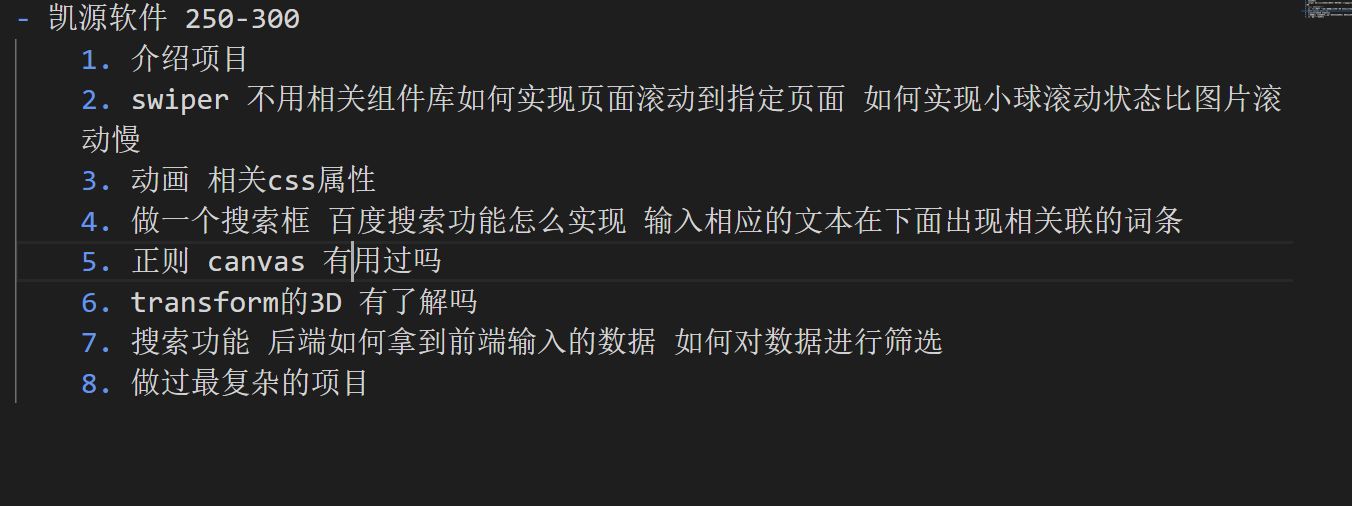 - 凯源软件 250-300
1. 介绍项目
2. swiper 不用相关组件库如何实现页面滚动到指定页面 如何实现小球滚动状态比图片滚
动慢
3. 动画 相关css属性
4. 做一个搜索框 百度搜索功能怎么实现 输入相应的文本在下面出现相关联的词条
5. 正则 canvas 有用过吗
6. transform的3D 有了解吗
7. 搜索功能 后端如何拿到前端输入的数据 如何对数据进行筛选
8. 做过最复杂的项目